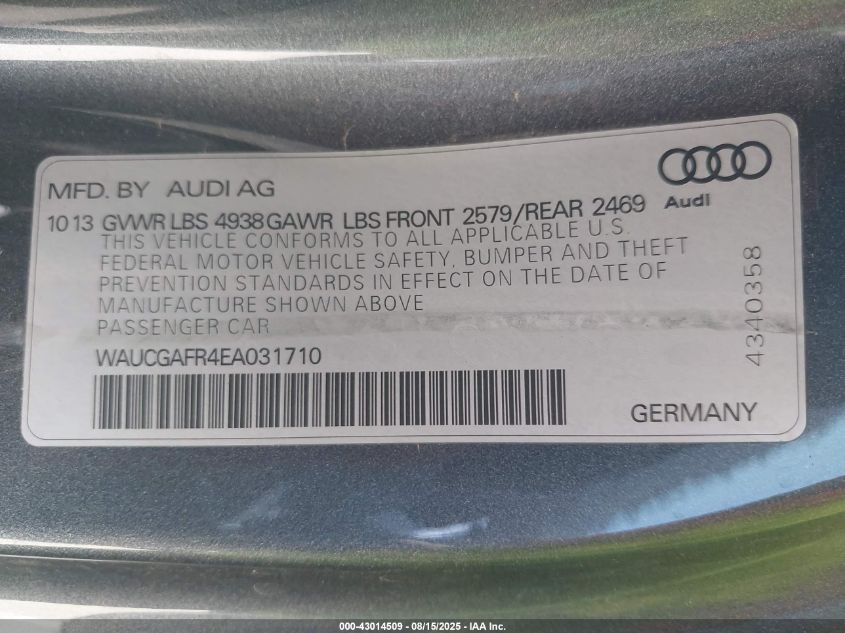 MFD. BY AUDI AG
Audi
10 13 GVWR LBS 4938 GAWR LBS FRONT 2579/REAR 2469
THIS VEHICLE CONFORMS TO ALL APPLICABLE U.S.
FEDERAL MOTOR VEHICLE SAFETY, BUMPER AND THEFT
PREVENTION STANDARDS IN EFFECT ON THE DATE OF
MANUFACTURE SHOWN ABOVE
PASSENGER CAR
4340358
WAUCGAFR4EA031710
GERMANY
000-43014509 - 08/15/2025 - IAA Inc.